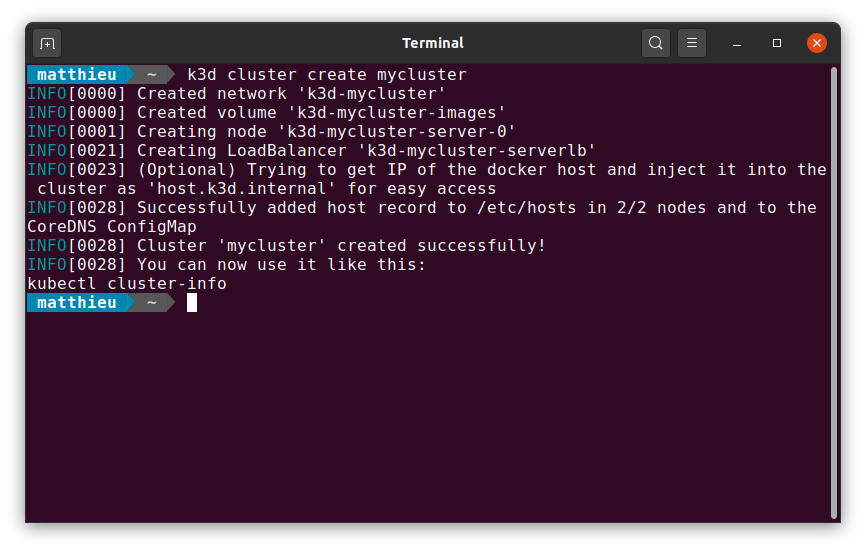 Terminal
matthieu ~ k3d cluster create mycluster
INFO[0000] Created network 'k3d-mycluster'
INFO[0000] Created volume 'k3d-mycluster-images'
INFO[0001] Creating node 'k3d-mycluster-server-0'
INFO[0021] Creating LoadBalancer 'k3d-mycluster-serverlb'
INFO[0023] (Optional) Trying to get IP of the docker host and inject it into the
 cluster as 'host.k3d.internal' for easy access
INFO[0028] Successfully added host record to /etc/hosts in 2/2 nodes and to the
CoreDNS ConfigMap
INFO[0028] Cluster 'mycluster' created successfully!
INFO[0028] You can now use it like this:
kubectl cluster-info
matthieu ~